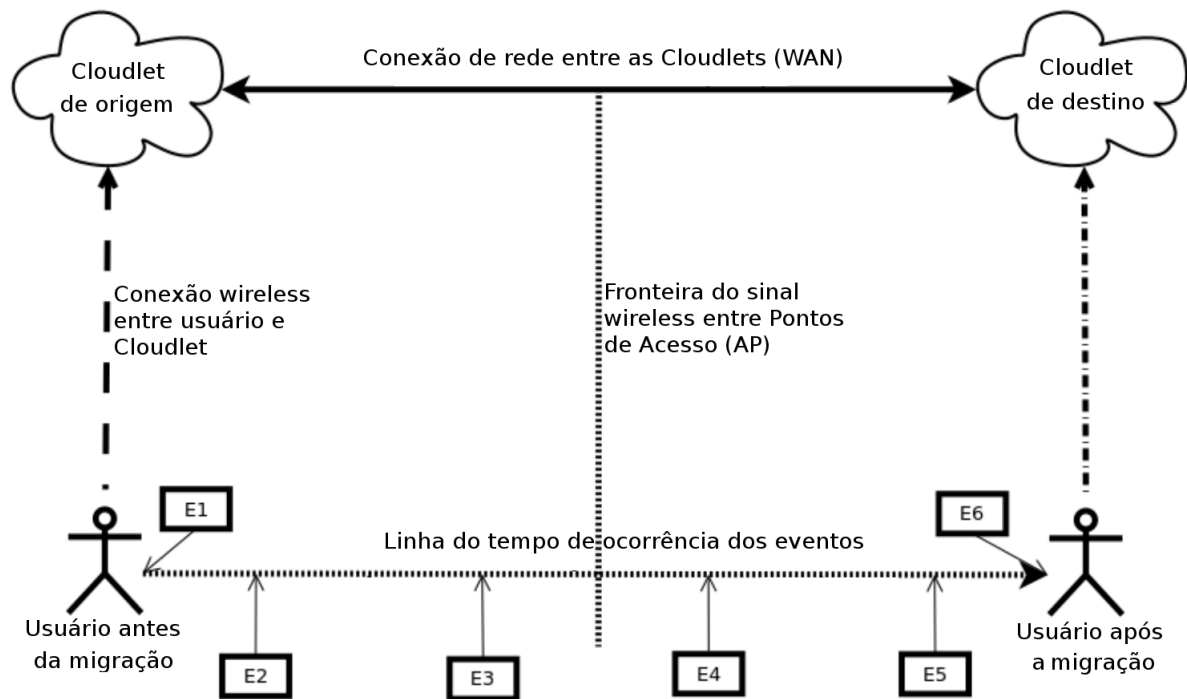 Cloudlet
de origem
Conexão de rede entre as Cloudlets (WAN)
Cloudlet
de destino
Conexão wireless
entre usuário e
Cloudlet
Fronteira do sinal
wireless entre Pontos
de Acesso (AP)
E1
E6
Linha do tempo de ocorrência dos eventos
Usuário antes
da migração
E2
E3
E4
E5
Usuário após
a migração